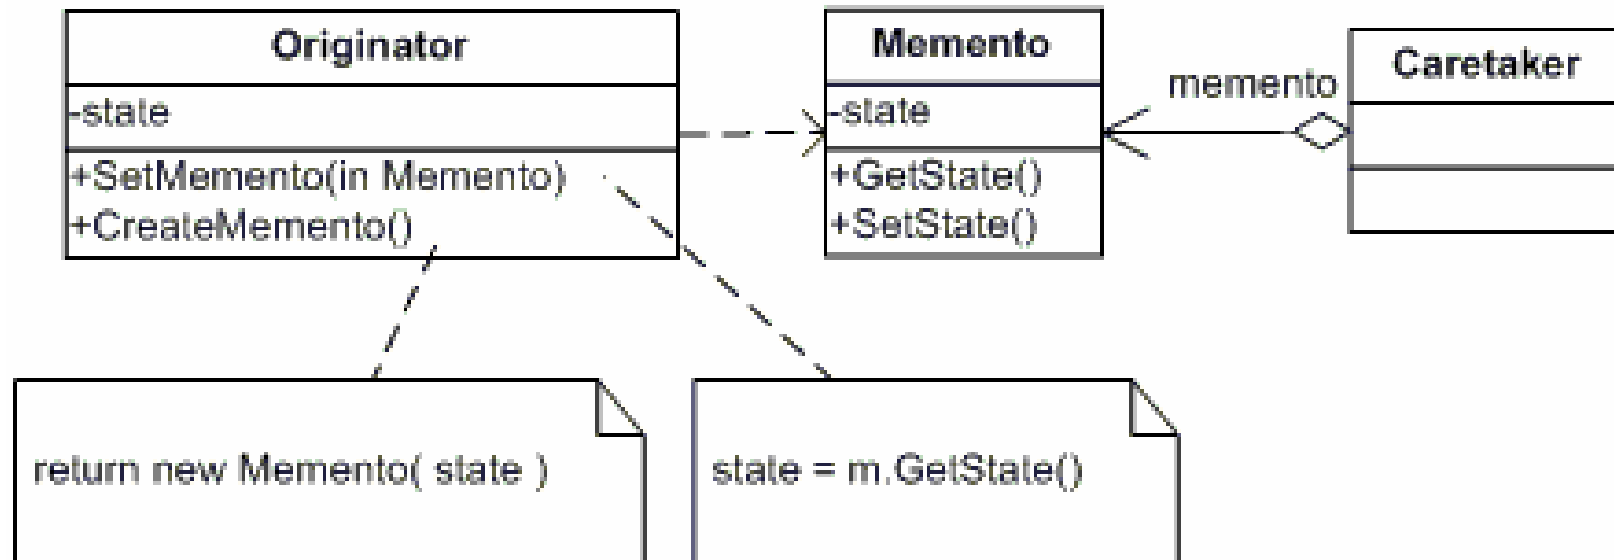 Originator
-state
+SetMemento(in Memento)
+CreateMemento()
Memento
-state
+GetState()
+SetState()
memento
Caretaker
return new Memento( state )
state = m.GetState()